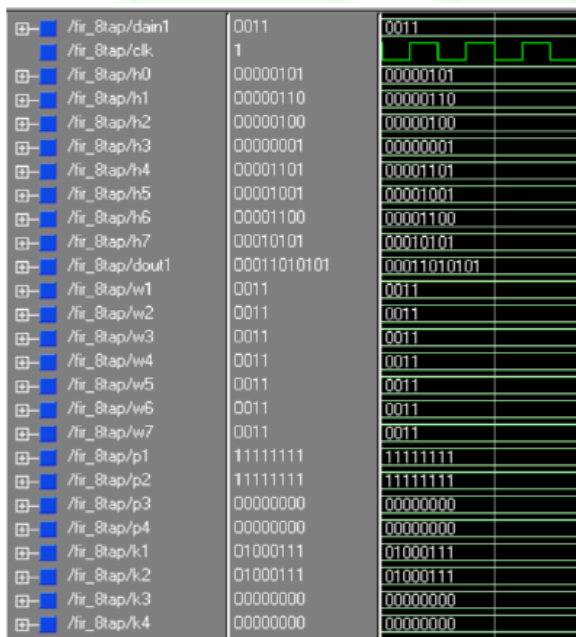 /fir_8tap/dain1 0011 0011
/fir_8tap/clk 1
/fir_8tap/h0 00000101 00000101
/fir_8tap/h1 00000110 00000110
/fir_8tap/h2 00000100 00000100
/fir_8tap/h3 00000001 00000001
/fir_8tap/h4 00001101 00001101
/fir_8tap/h5 00001001 00001001
/fir_8tap/h6 00001100 00001100
/fir_8tap/h7 00010101 00010101
/fir_8tap/dout1 00011010101 00011010101
/fir_8tap/w1 0011 0011
/fir_8tap/w2 0011 0011
/fir_8tap/w3 0011 0011
/fir_8tap/w4 0011 0011
/fir_8tap/w5 0011 0011
/fir_8tap/w6 0011 0011
/fir_8tap/w7 0011 0011
/fir_8tap/p1 11111111 11111111
/fir_8tap/p2 11111111 11111111
/fir_8tap/p3 00000000 00000000
/fir_8tap/p4 00000000 00000000
/fir_8tap/k1 01000111 01000111
/fir_8tap/k2 01000111 01000111
/fir_8tap/k3 00000000 00000000
/fir_8tap/k4 00000000 00000000